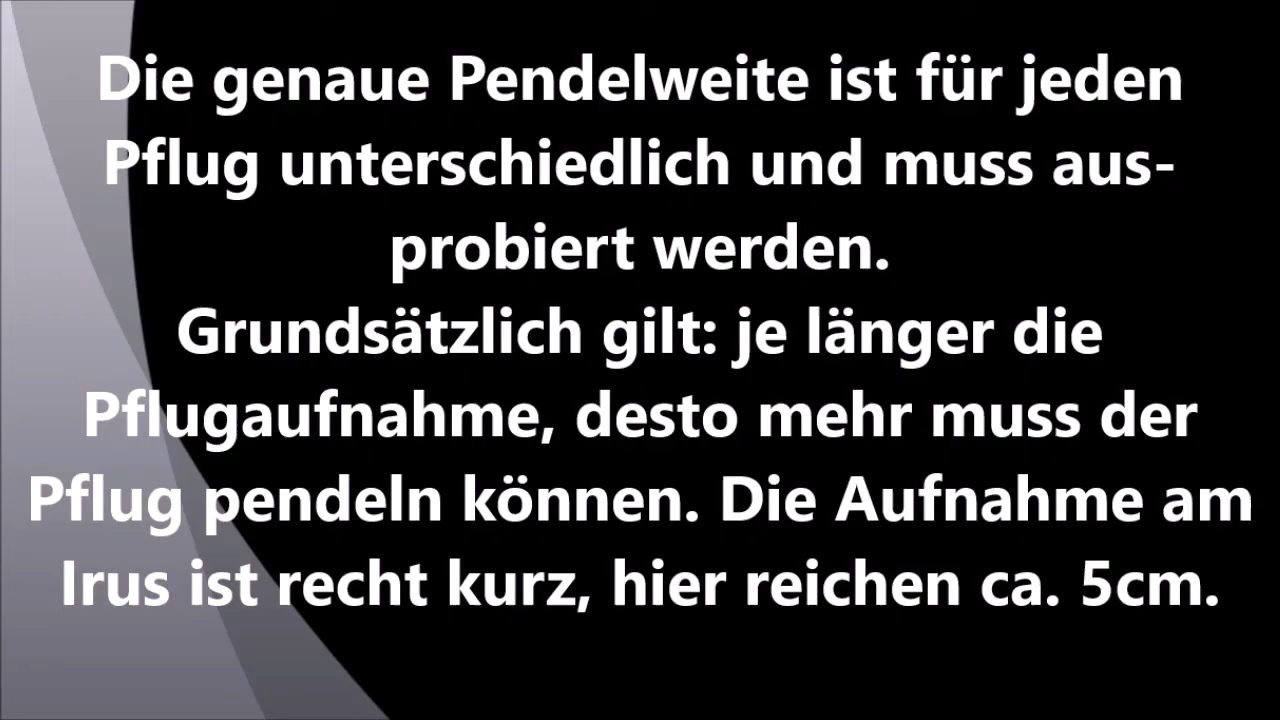 Die genaue Pendelweite ist für jeden
Pflug unterschiedlich und muss aus-
probiert werden.
Grundsätzlich gilt: je länger die
Pflugaufnahme, desto mehr muss der
Pflug pendeln können. Die Aufnahme am
Irus ist recht kurz, hier reichen ca. 5cm.